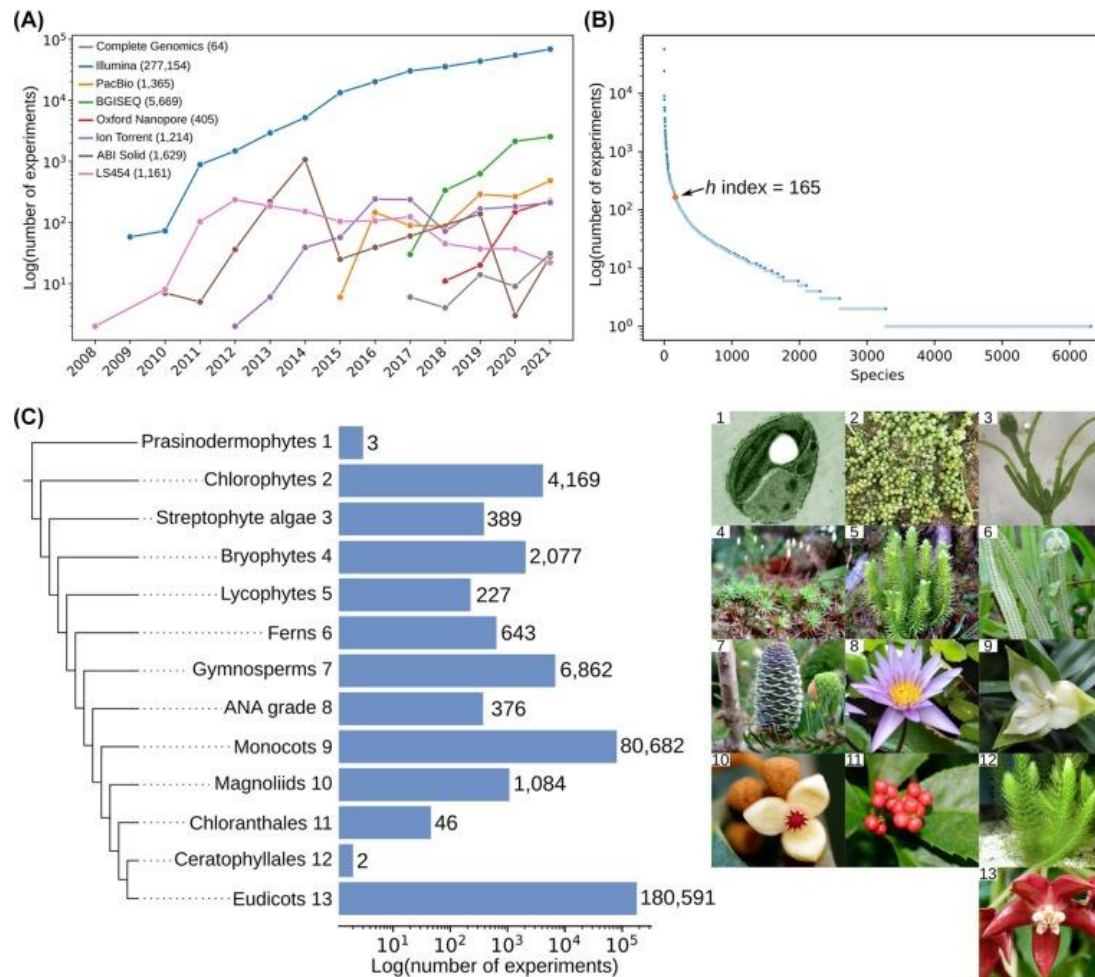 (A)
Log(number of experiments)
10^5
10^4
10^3
10^2
10^1
Complete Genomics (64)
Illumina (277,154)
PacBio (1,365)
BGISEQ (5,669)
Oxford Nanopore (405)
Ion Torrent (1,214)
ABI Solid (1,629)
LS454 (1,161)
2008 2009 2010 2011 2012 2013 2014 2015 2016 2017 2018 2019 2020 2021
(B)
Log(number of experiments)
10^4
10^3
10^2
10^1
10^0
h index = 165
0 1000 2000 3000 4000 5000 6000
Species
(C)
Prasinodermophytes 1 3
Chlorophytes 2 4,169
Streptophyte algae 3 389
Bryophytes 4 2,077
Lycophytes 5 227
Ferns 6 643
Gymnosperms 7 6,862
ANA grade 8 376
Monocots 9 80,682
Magnoliids 10 1,084
Chloranthales 11 46
Ceratophyllales 12 2
Eudicots 13 180,591
10^1 10^2 10^3 10^4 10^5
Log(number of experiments)
1 2 3
4 5 6
7 8 9
10 11 12
13